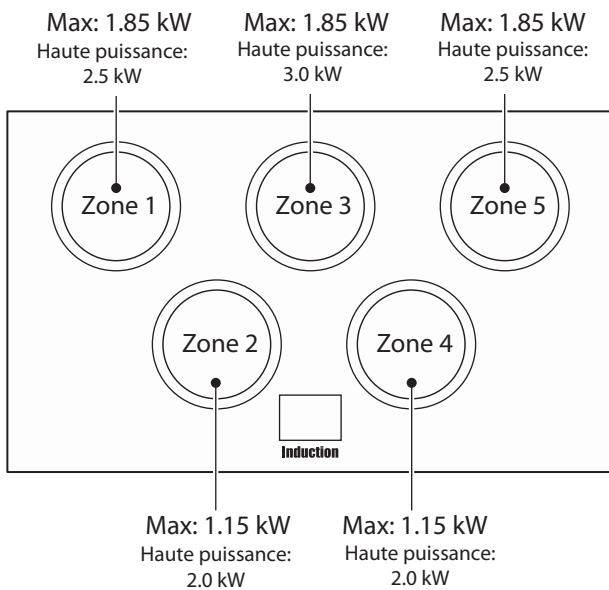 Max: 1.85 kW
Haute puissance:
2.5 kW
Max: 1.85 kW
Haute puissance:
3.0 kW
Max: 1.85 kW
Haute puissance:
2.5 kW
Zone 1
Zone 3
Zone 5
Zone 2
Zone 4
Induction
Max: 1.15 kW
Haute puissance:
2.0 kW
Max: 1.15 kW
Haute puissance:
2.0 kW